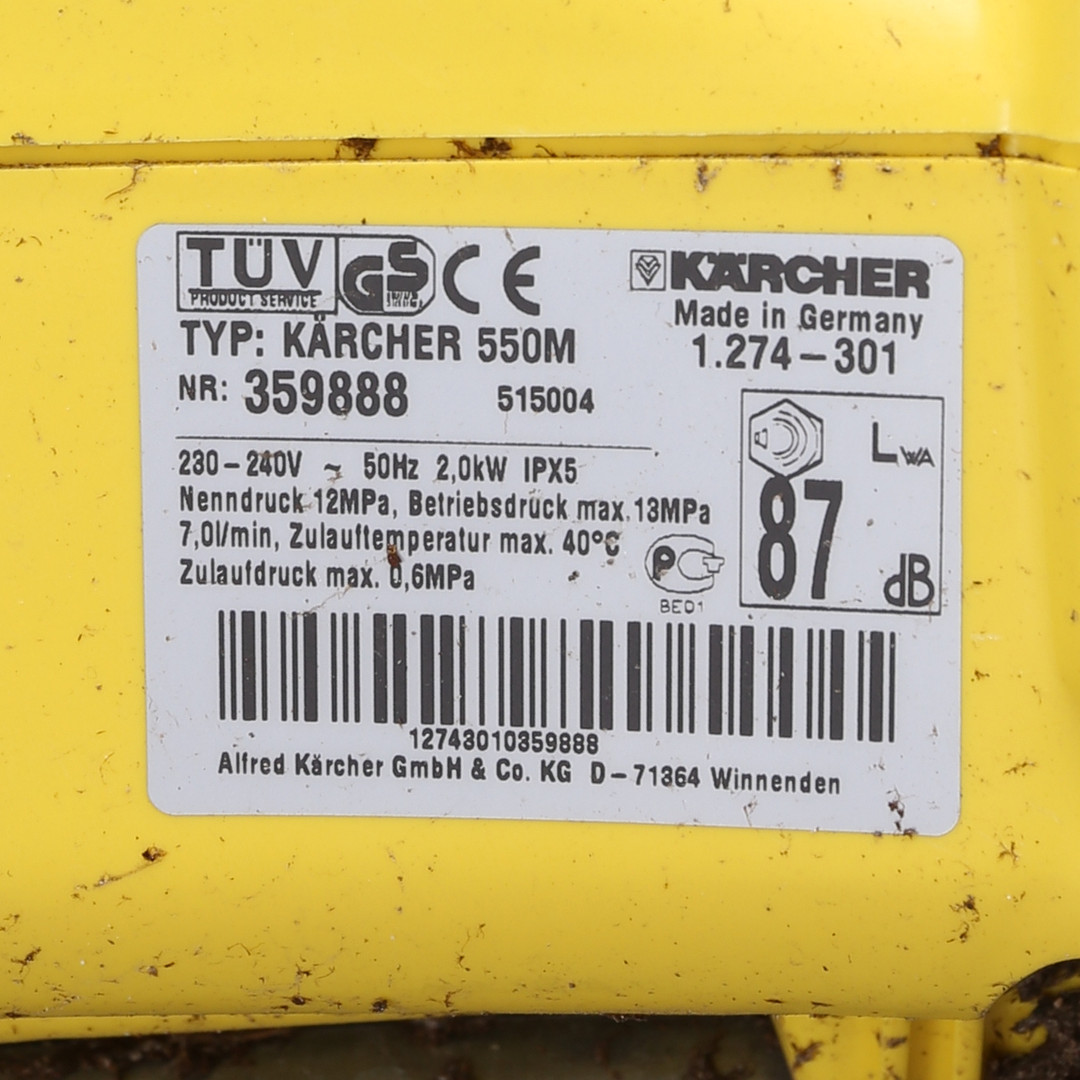 TÜV
PRODUCT SERVICE
GS
CE
KÄRCHER
Made in Germany
1.274-301
TYP: KÄRCHER 550M
NR: 359888 515004
230-240V ~ 50Hz 2,0kW IPX5
Nenndruck 12MPa, Betriebsdruck max.13MPa
7,0l/min, Zulauftemperatur max. 40°C
Zulaufdruck max. 0,6MPa
LWA
87
dB
P
BE01
12743010359888
Alfred Kärcher GmbH & Co. KG D-71364 Winnenden